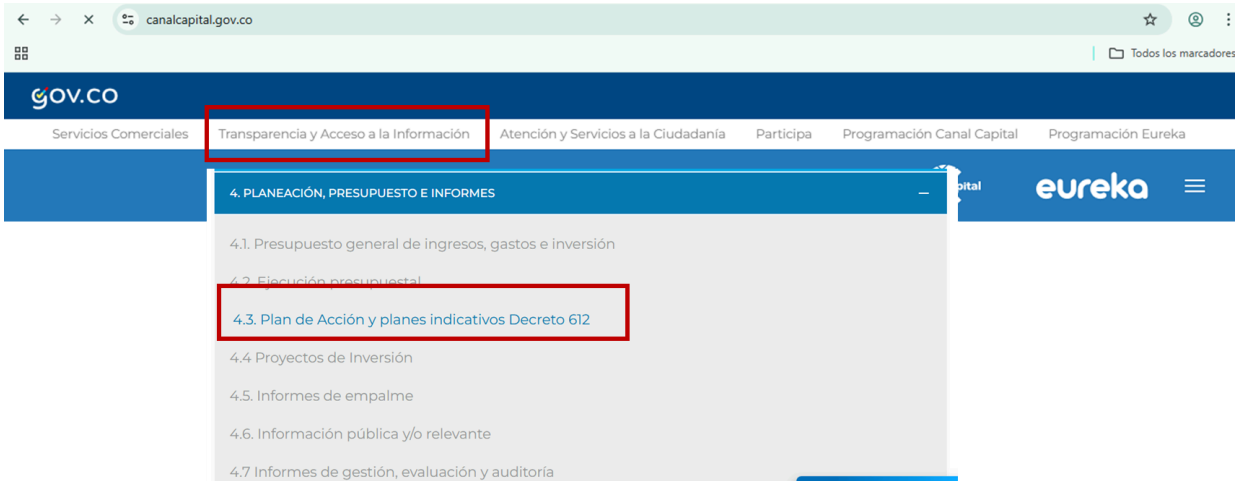 canalcapital.gov.co
Todos los marcadores
GOV.CO
Servicios Comerciales Transparencia y Acceso a la Información Atención y Servicios a la Ciudadanía Participa Programación Canal Capital Programación Eureka
4. PLANEACIÓN, PRESUPUESTO E INFORMES
pital
eureka
4.1. Presupuesto general de ingresos, gastos e inversión
4.2. Ejecución presupuestal
4.3. Plan de Acción y planes indicativos Decreto 612
4.4 Proyectos de Inversión
4.5. Informes de empalme
4.6. Información pública y/o relevante
4.7 Informes de gestión, evaluación y auditoría